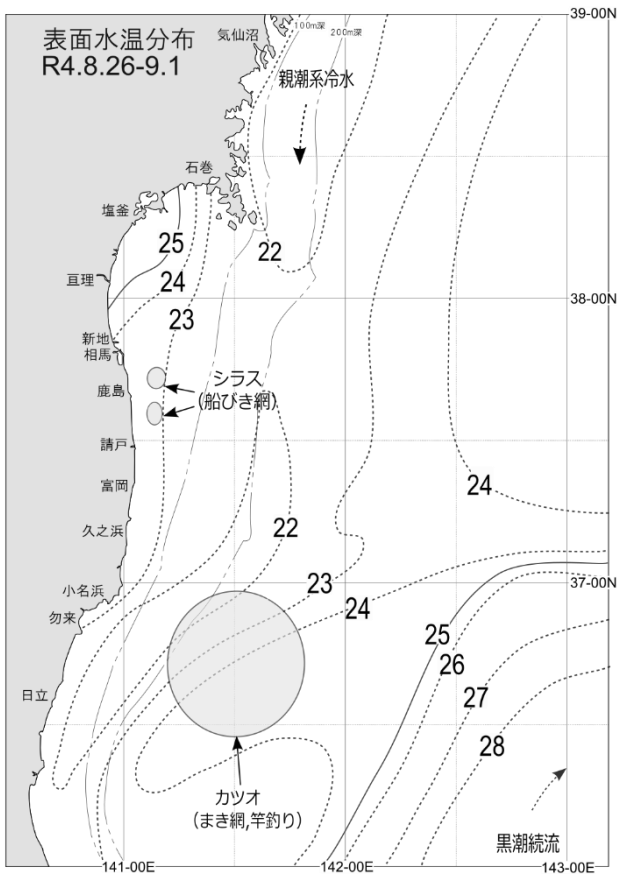 表面水温分布
R4.8.26-9.1
気仙沼
100m深
200m深
39-00N
親潮系冷水
石巻
塩釜
25
22
亘理
24
38-00N
23
新地
相馬
シラス
(船びき網)
鹿島
請戸
富岡
24
久之浜
22
小名浜
23
37-00N
24
勿来
25
26
日立
27
28
カツオ
(まき網,竿釣り)
黒潮続流
141-00E
142-00E
143-00E